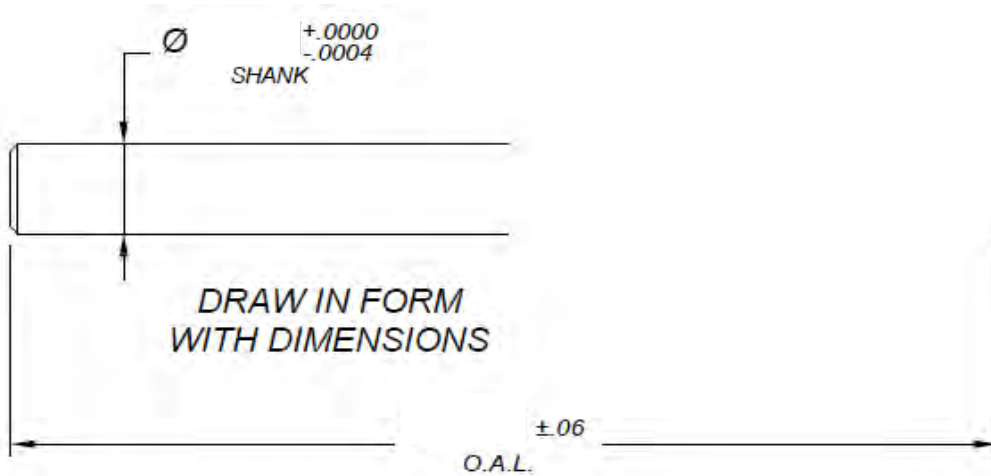 Ø +.0000
-.0004
SHANK
DRAW IN FORM
WITH DIMENSIONS
±.06
O.A.L.